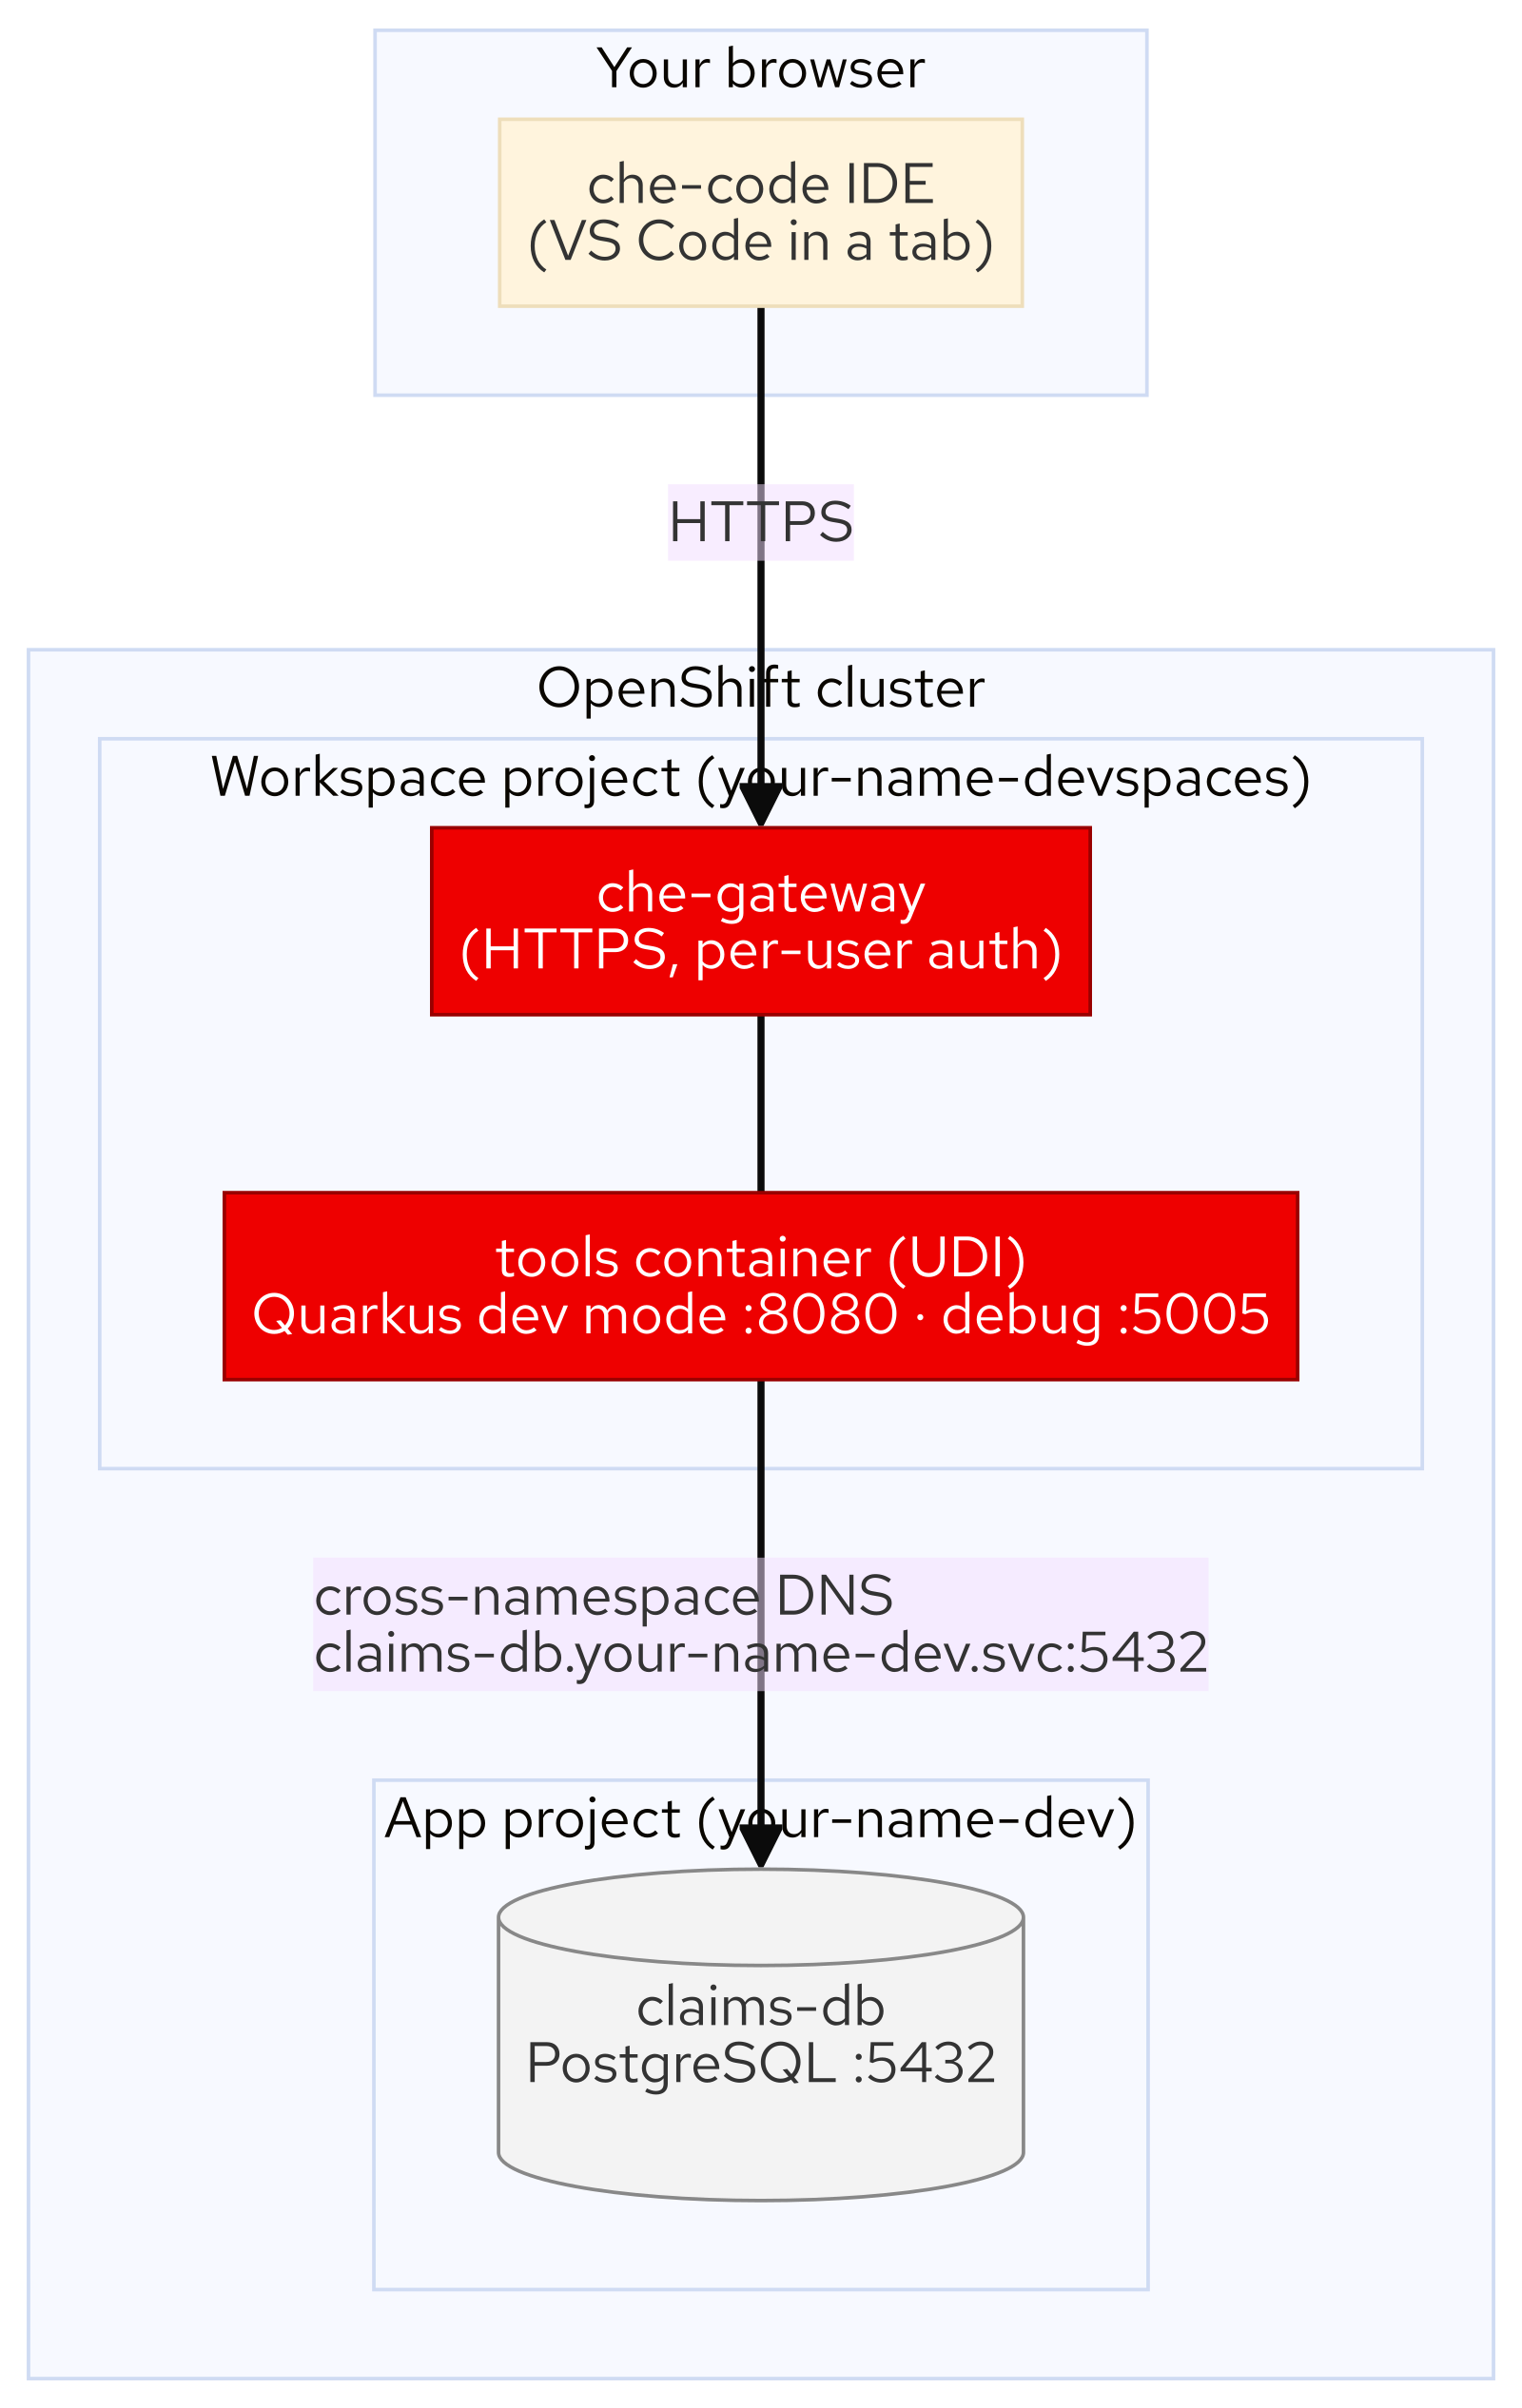 Your browser
che-code IDE
(VS Code in a tab)
HTTPS
OpenShift cluster
Workspace project (your-name-devspaces)
che-gateway
(HTTPS, per-user auth)
tools container (UDI)
Quarkus dev mode :8080 · debug :5005
cross-namespace DNS
claims-db.your-name-dev.svc:5432
App project (your-name-dev)
claims-db
PostgreSQL :5432